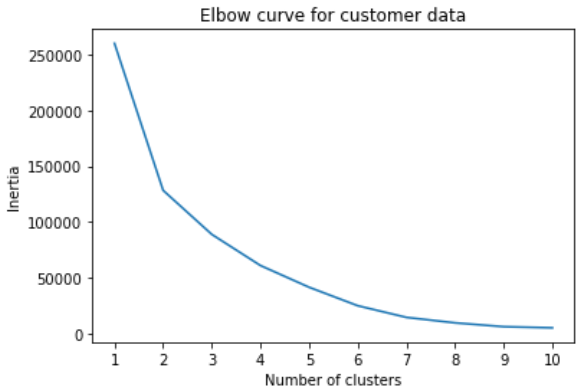 Elbow curve for customer data
250000
200000
150000
100000
50000
0
Inertia
1 2 3 4 5 6 7 8 9 10
Number of clusters